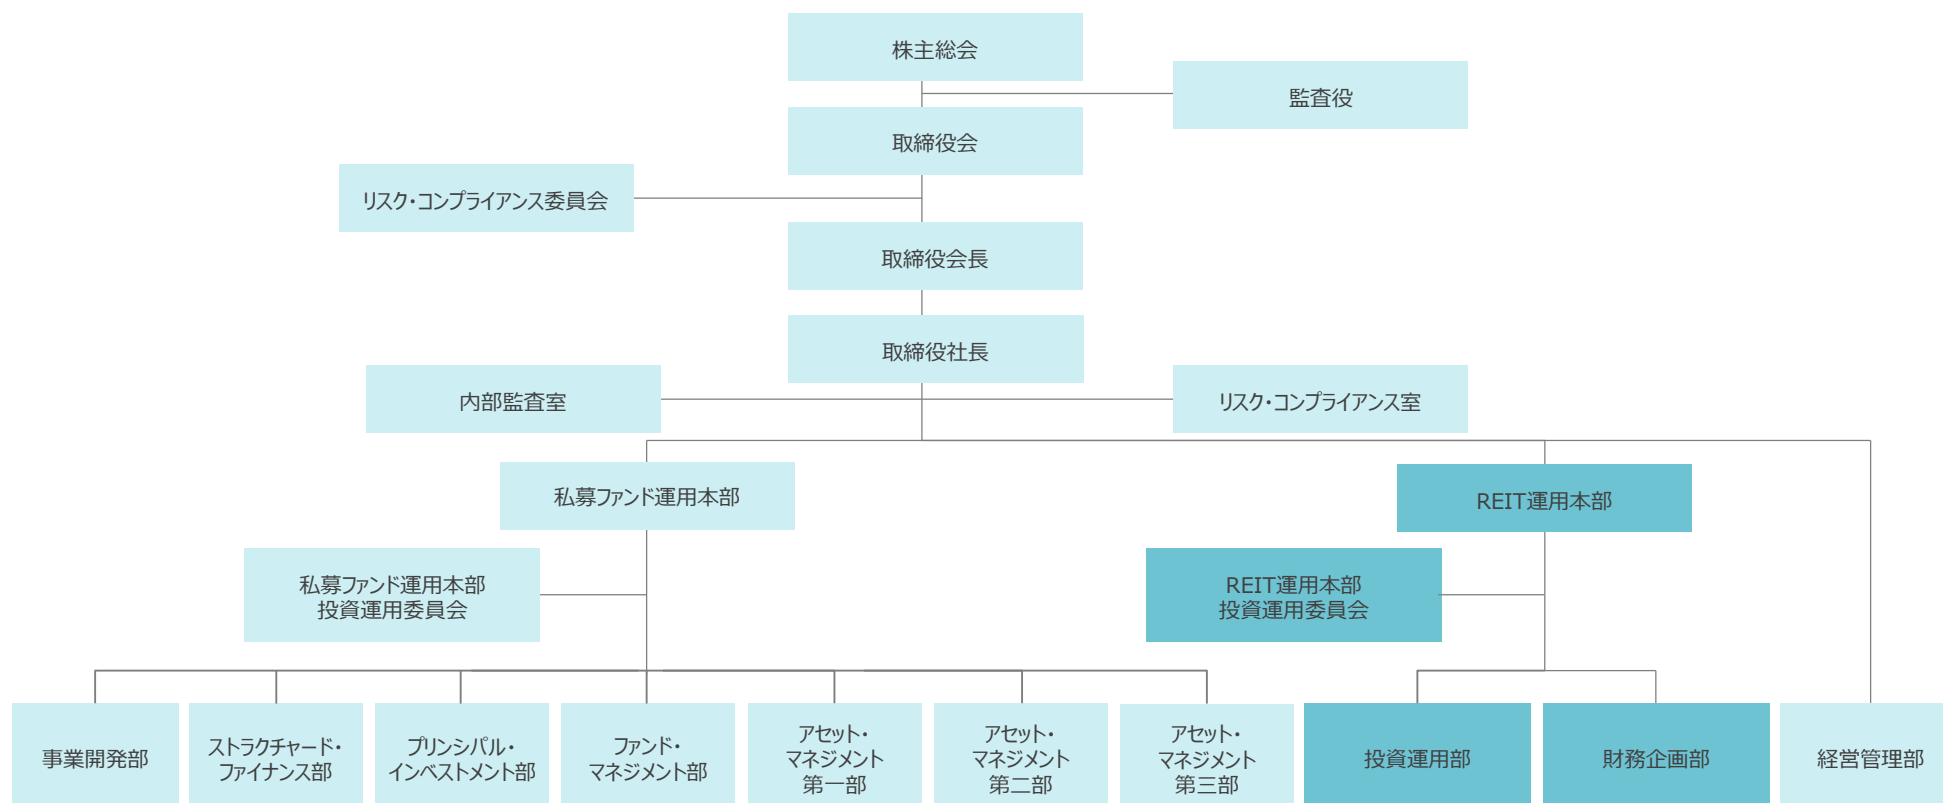 株主総会
監査役
取締役会
リスク・コンプライアンス委員会
取締役会長
取締役社長
内部監査室
リスク・コンプライアンス室
私募ファンド運用本部
REIT運用本部
私募ファンド運用本部
投資運用委員会
REIT運用本部
投資運用委員会
事業開発部
ストラクチャード・
ファイナンス部
プリンシパル・
インベストメント部
ファンド・
マネジメント部
アセット・
マネジメント
第一部
アセット・
マネジメント
第二部
アセット・
マネジメント
第三部
投資運用部
財務企画部
経営管理部